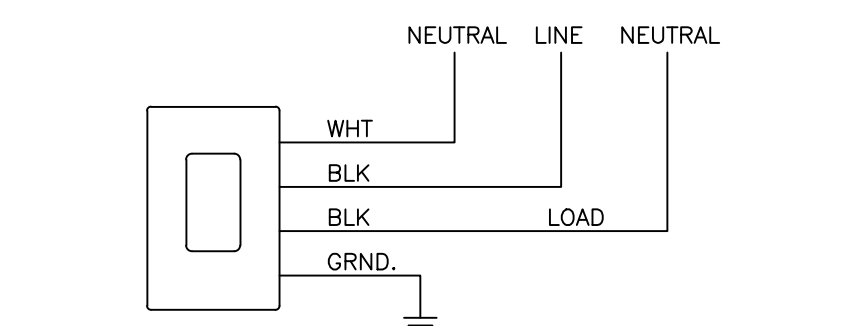 NEUTRAL LINE NEUTRAL
WHT
BLK
BLK LOAD
GRND.